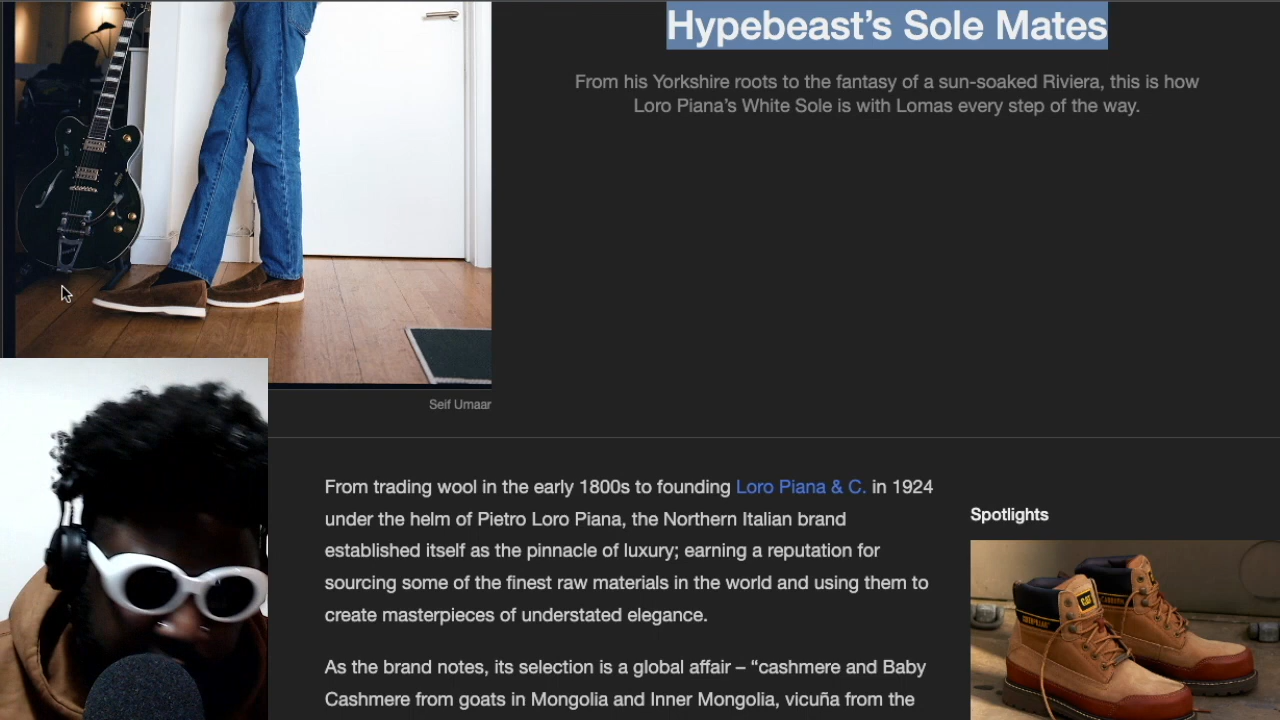 Hypebeast’s Sole Mates
From his Yorkshire roots to the fantasy of a sun-soaked Riviera, this is how
Loro Piana’s White Sole is with Lomas every step of the way.
Seif Umaar
From trading wool in the early 1800s to founding Loro Piana & C. in 1924
under the helm of Pietro Loro Piana, the Northern Italian brand
established itself as the pinnacle of luxury; earning a reputation for
sourcing some of the finest raw materials in the world and using them to
create masterpieces of understated elegance.
As the brand notes, its selection is a global affair – “cashmere and Baby
Cashmere from goats in Mongolia and Inner Mongolia, vicuña from the
Spotlights
CAT